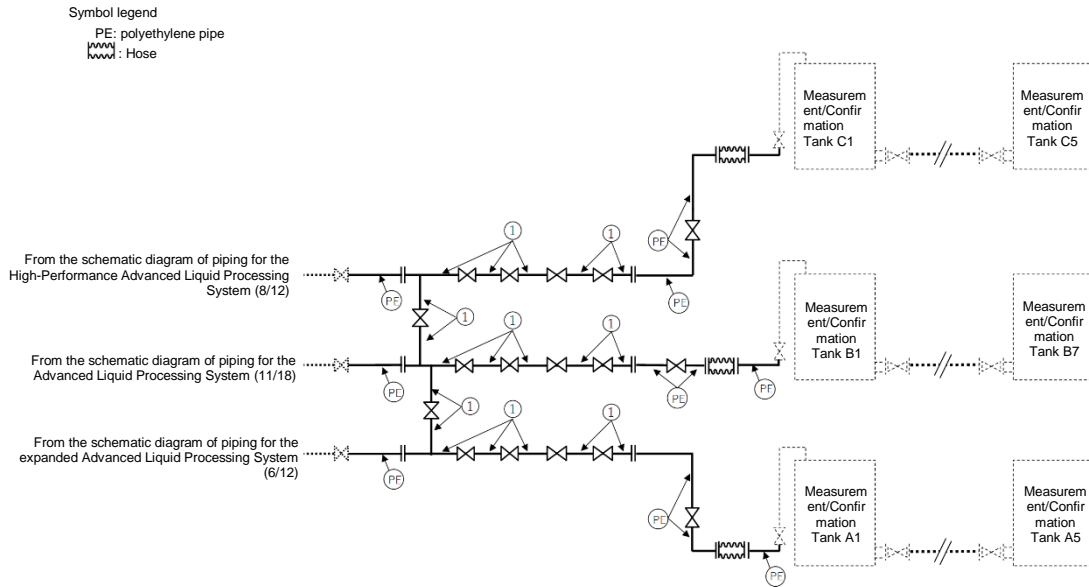 Symbol legend
PE: polyethylene pipe
: Hose
Measurem
ent/Confir
mation
Tank C1
Measurem
ent/Confir
mation
Tank C5
1
1
PE
From the schematic diagram of piping for the
High-Performance Advanced Liquid Processing
System (8/12)
PE
PE
1
Measurem
ent/Confir
mation
Tank B1
Measurem
ent/Confir
mation
Tank B7
1
1
From the schematic diagram of piping for the
Advanced Liquid Processing System (11/18)
PE
PE
PE
1
1
1
From the schematic diagram of piping for the
expanded Advanced Liquid Processing System
(6/12)
PE
PE
Measurem
ent/Confir
mation
Tank A1
Measurem
ent/Confir
mation
Tank A5
PE